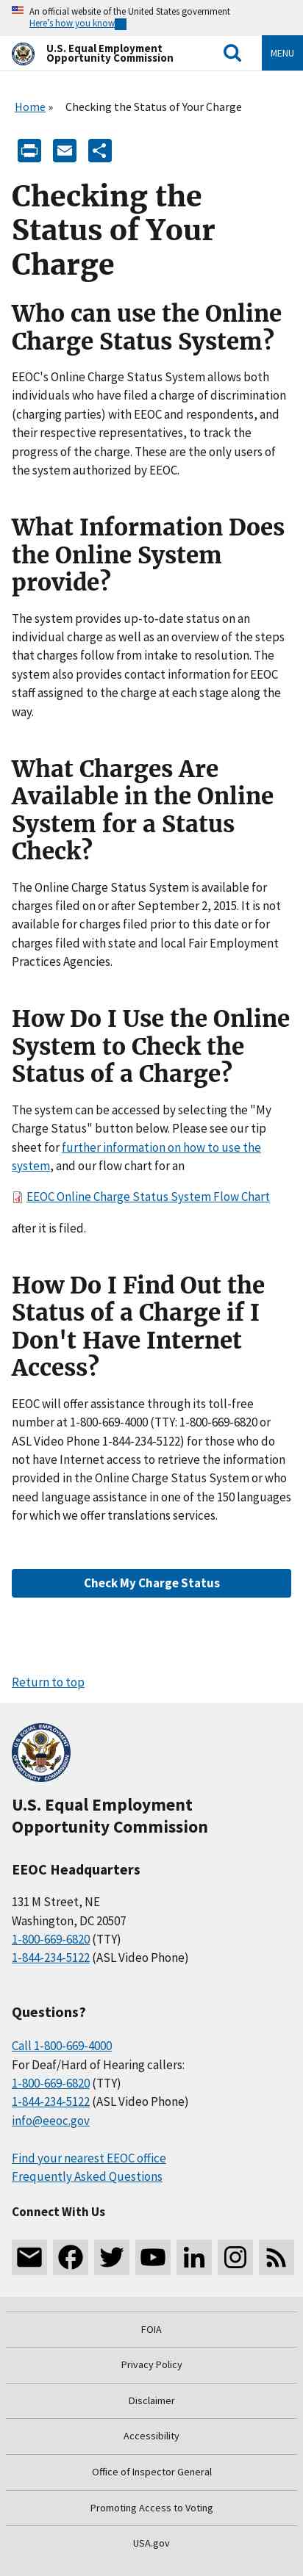 An official website of the United States government
Here's how you know
U.S. Equal Employment
Opportunity Commission
MENU
Home » Checking the Status of Your Charge
Checking the
Status of Your
Charge
Who can use the Online
Charge Status System?
EEOC's Online Charge Status System allows both
individuals who have filed a charge of discrimination
(charging parties) with EEOC and respondents, and
their respective representatives, to track the
progress of the charge. These are the only users of
the system authorized by EEOC.
What Information Does
the Online System
provide?
The system provides up-to-date status on an
individual charge as well as an overview of the steps
that charges follow from intake to resolution. The
system also provides contact information for EEOC
staff assigned to the charge at each stage along the
way.
What Charges Are
Available in the Online
System for a Status
Check?
The Online Charge Status System is available for
charges filed on or after September 2, 2015. It is not
available for charges filed prior to this date or for
charges filed with state and local Fair Employment
Practices Agencies.
How Do I Use the Online
System to Check the
Status of a Charge?
The system can be accessed by selecting the "My
Charge Status" button below. Please see our tip
sheet for further information on how to use the
system, and our flow chart for an
EEOC Online Charge Status System Flow Chart
after it is filed.
How Do I Find Out the
Status of a Charge if I
Don't Have Internet
Access?
EEOC will offer assistance through its toll-free
number at 1-800-669-4000 (TTY: 1-800-669-6820 or
ASL Video Phone 1-844-234-5122) for those who do
not have Internet access to retrieve the information
provided in the Online Charge Status System or who
need language assistance in one of the 150 languages
for which we offer translations services.
Check My Charge Status
Return to top
U.S. Equal Employment
Opportunity Commission
EEOC Headquarters
131 M Street, NE
Washington, DC 20507
1-800-669-6820 (TTY)
1-844-234-5122 (ASL Video Phone)
Questions?
Call 1-800-669-4000
For Deaf/Hard of Hearing callers:
1-800-669-6820 (TTY)
1-844-234-5122 (ASL Video Phone)
info@eeoc.gov
Find your nearest EEOC office
Frequently Asked Questions
Connect With Us
FOIA
Privacy Policy
Disclaimer
Accessibility
Office of Inspector General
Promoting Access to Voting
USA.gov